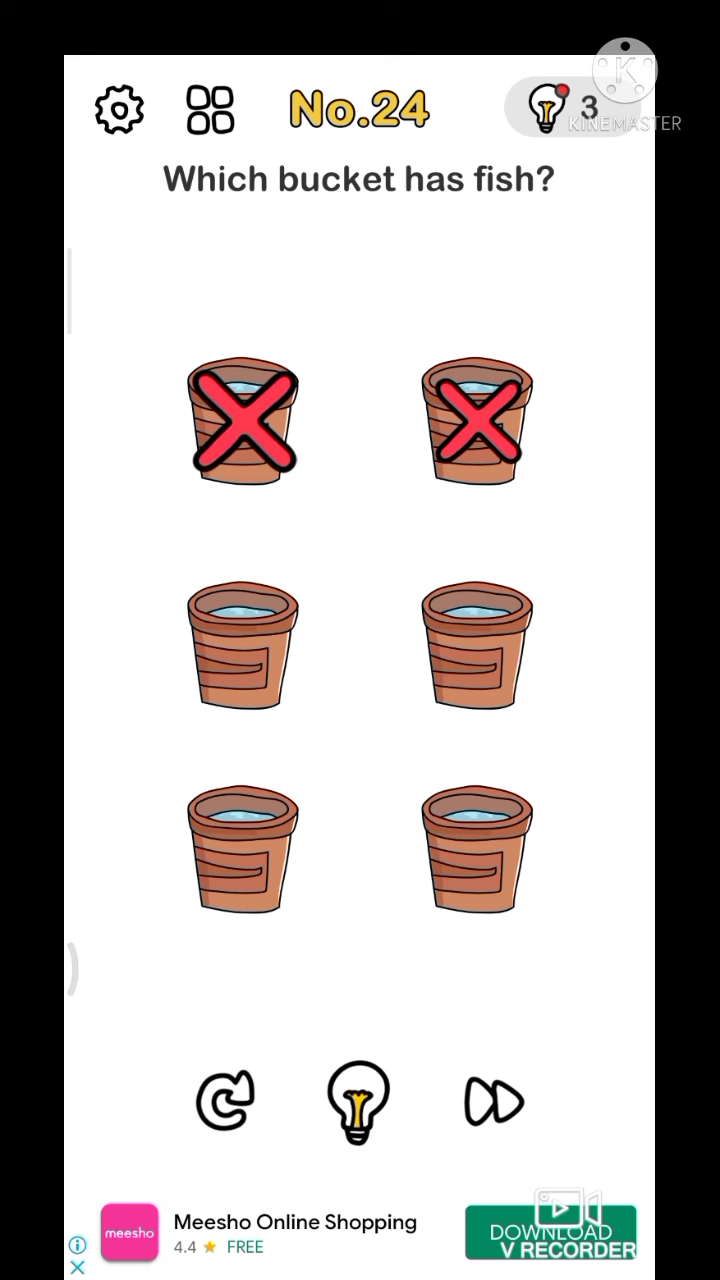 No.24
3
K
KINEMASTER
Which bucket has fish?
meesho
Meesho Online Shopping
4.4 ★ FREE
DOWNLOAD
V RECORDER